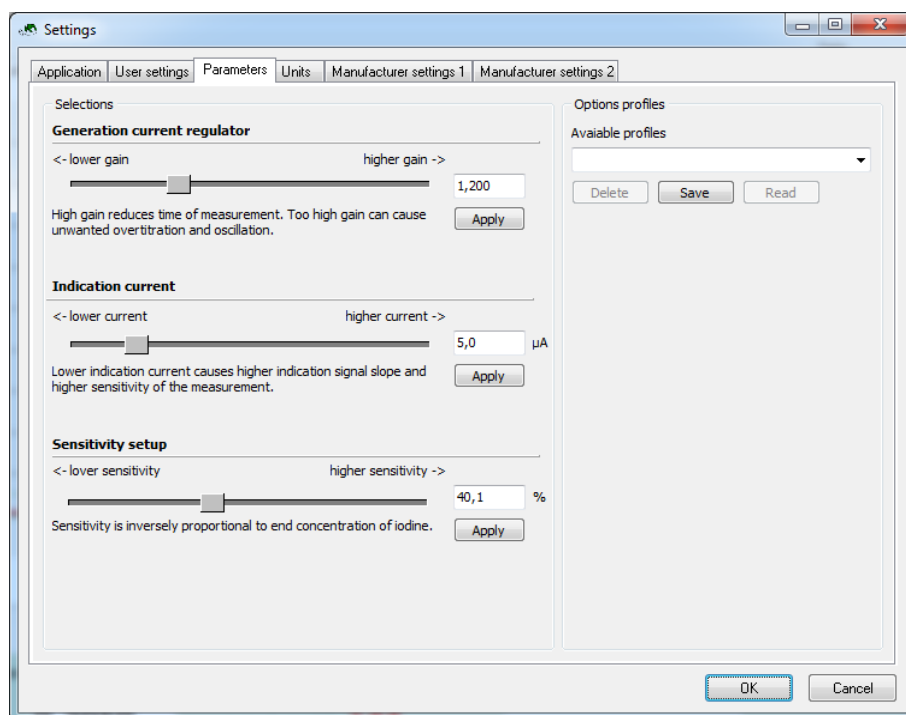 Settings
Application User settings Parameters Units Manufacturer settings 1 Manufacturer settings 2
Selections
Generation current regulator
<- lower gain higher gain ->
1,200
High gain reduces time of measurement. Too high gain can cause
unwanted overtitration and oscillation.
Apply
Indication current
<- lower current higher current ->
5,0 µA
Lower indication current causes higher indication signal slope and
higher sensitivity of the measurement.
Apply
Sensitivity setup
<- lover sensitivity higher sensitivity ->
40,1 %
Sensitivity is inversely proportional to end concentration of iodine.
Apply
Options profiles
Avaiable profiles
Delete Save Read
OK Cancel